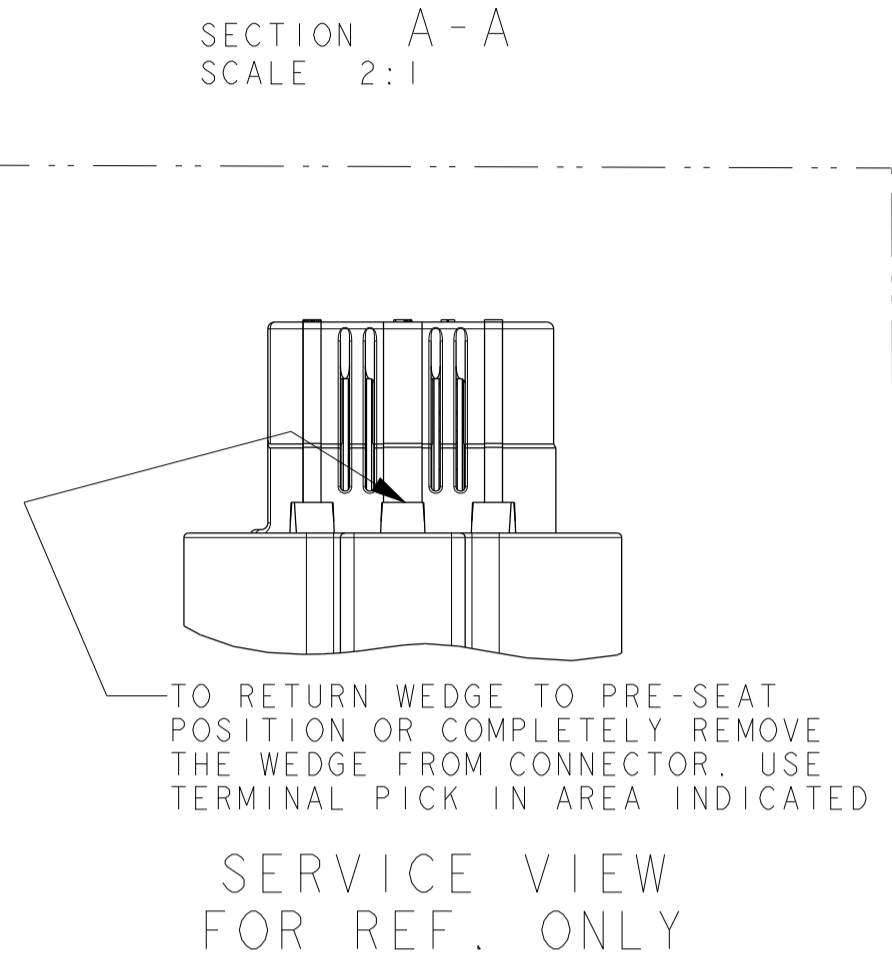 SECTION A-A
SCALE 2:1
TO RETURN WEDGE TO PRE-SEAT
POSITION OR COMPLETELY REMOVE
THE WEDGE FROM CONNECTOR. USE
TERMINAL PICK IN AREA INDICATED
SERVICE VIEW
FOR REF. ONLY